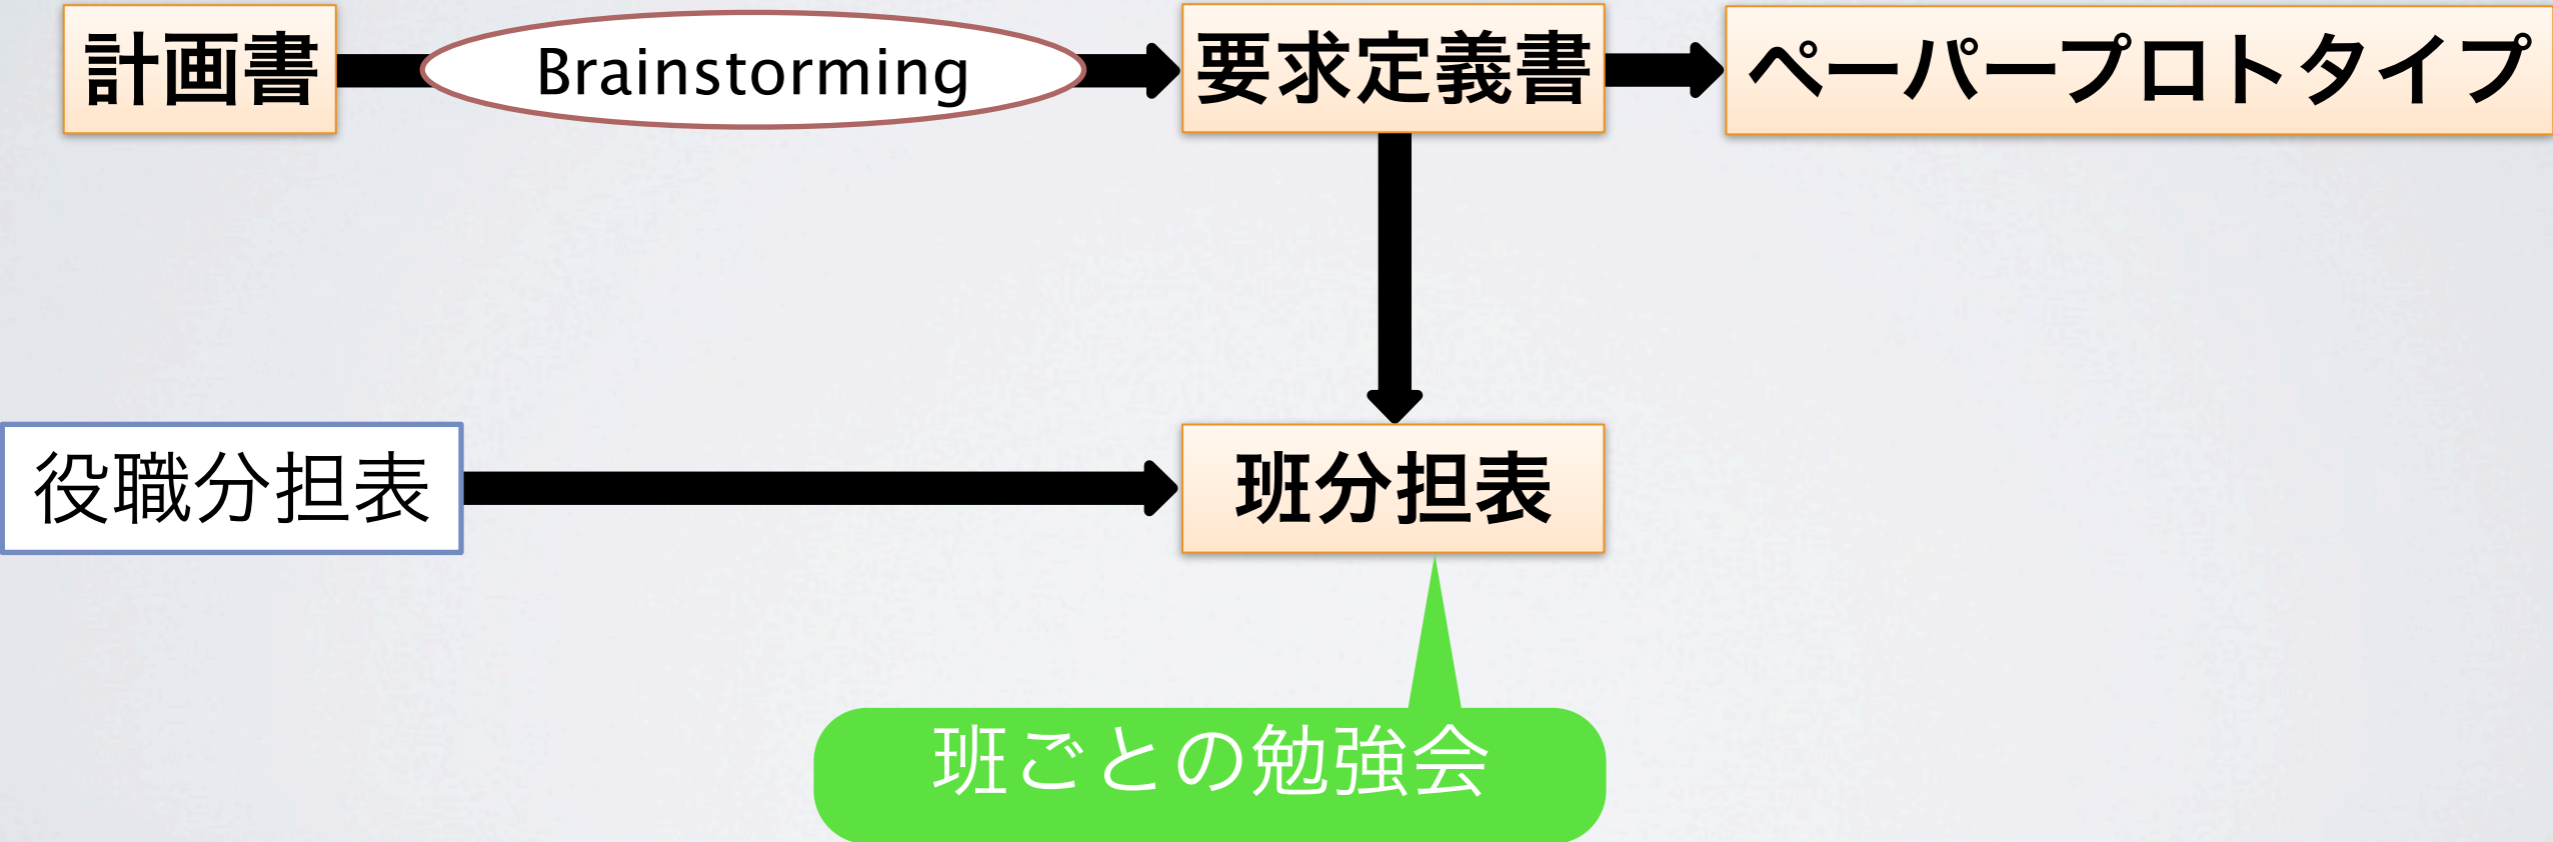 計画書
Brainstorming
要求定義書
ペーパープロトタイプ
役職分担表
班分担表
班ごとの勉強会